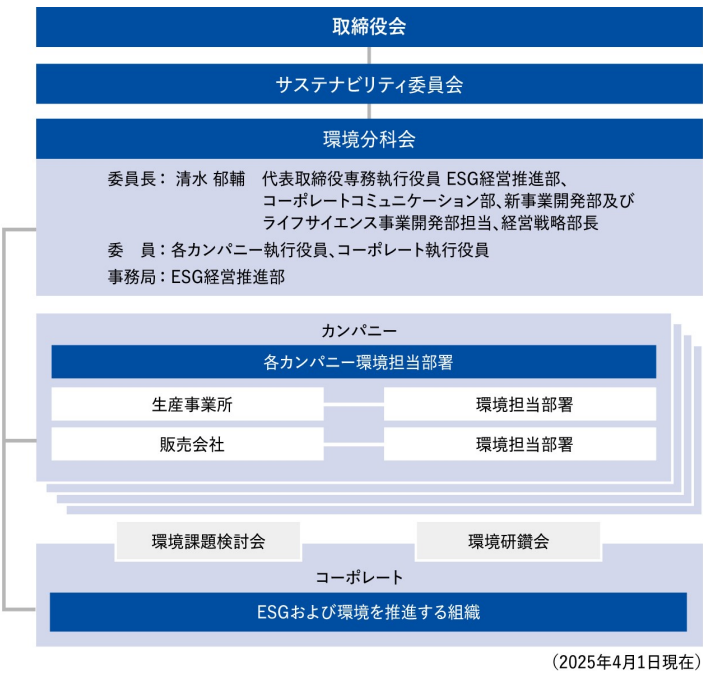 取締役会
サステナビリティ委員会
環境分科会
委員長： 清水 郁輔　代表取締役専務執行役員 ESG経営推進部、
コーポレートコミュニケーション部、新事業開発部及び
ライフサイエンス事業開発部担当、経営戦略部長
委　員：各カンパニー執行役員、コーポレート執行役員
事務局：ESG経営推進部
カンパニー
各カンパニー環境担当部署
生産事業所　環境担当部署
販売会社　環境担当部署
環境課題検討会　環境研鑽会
コーポレート
ESGおよび環境を推進する組織
（2025年4月1日現在）